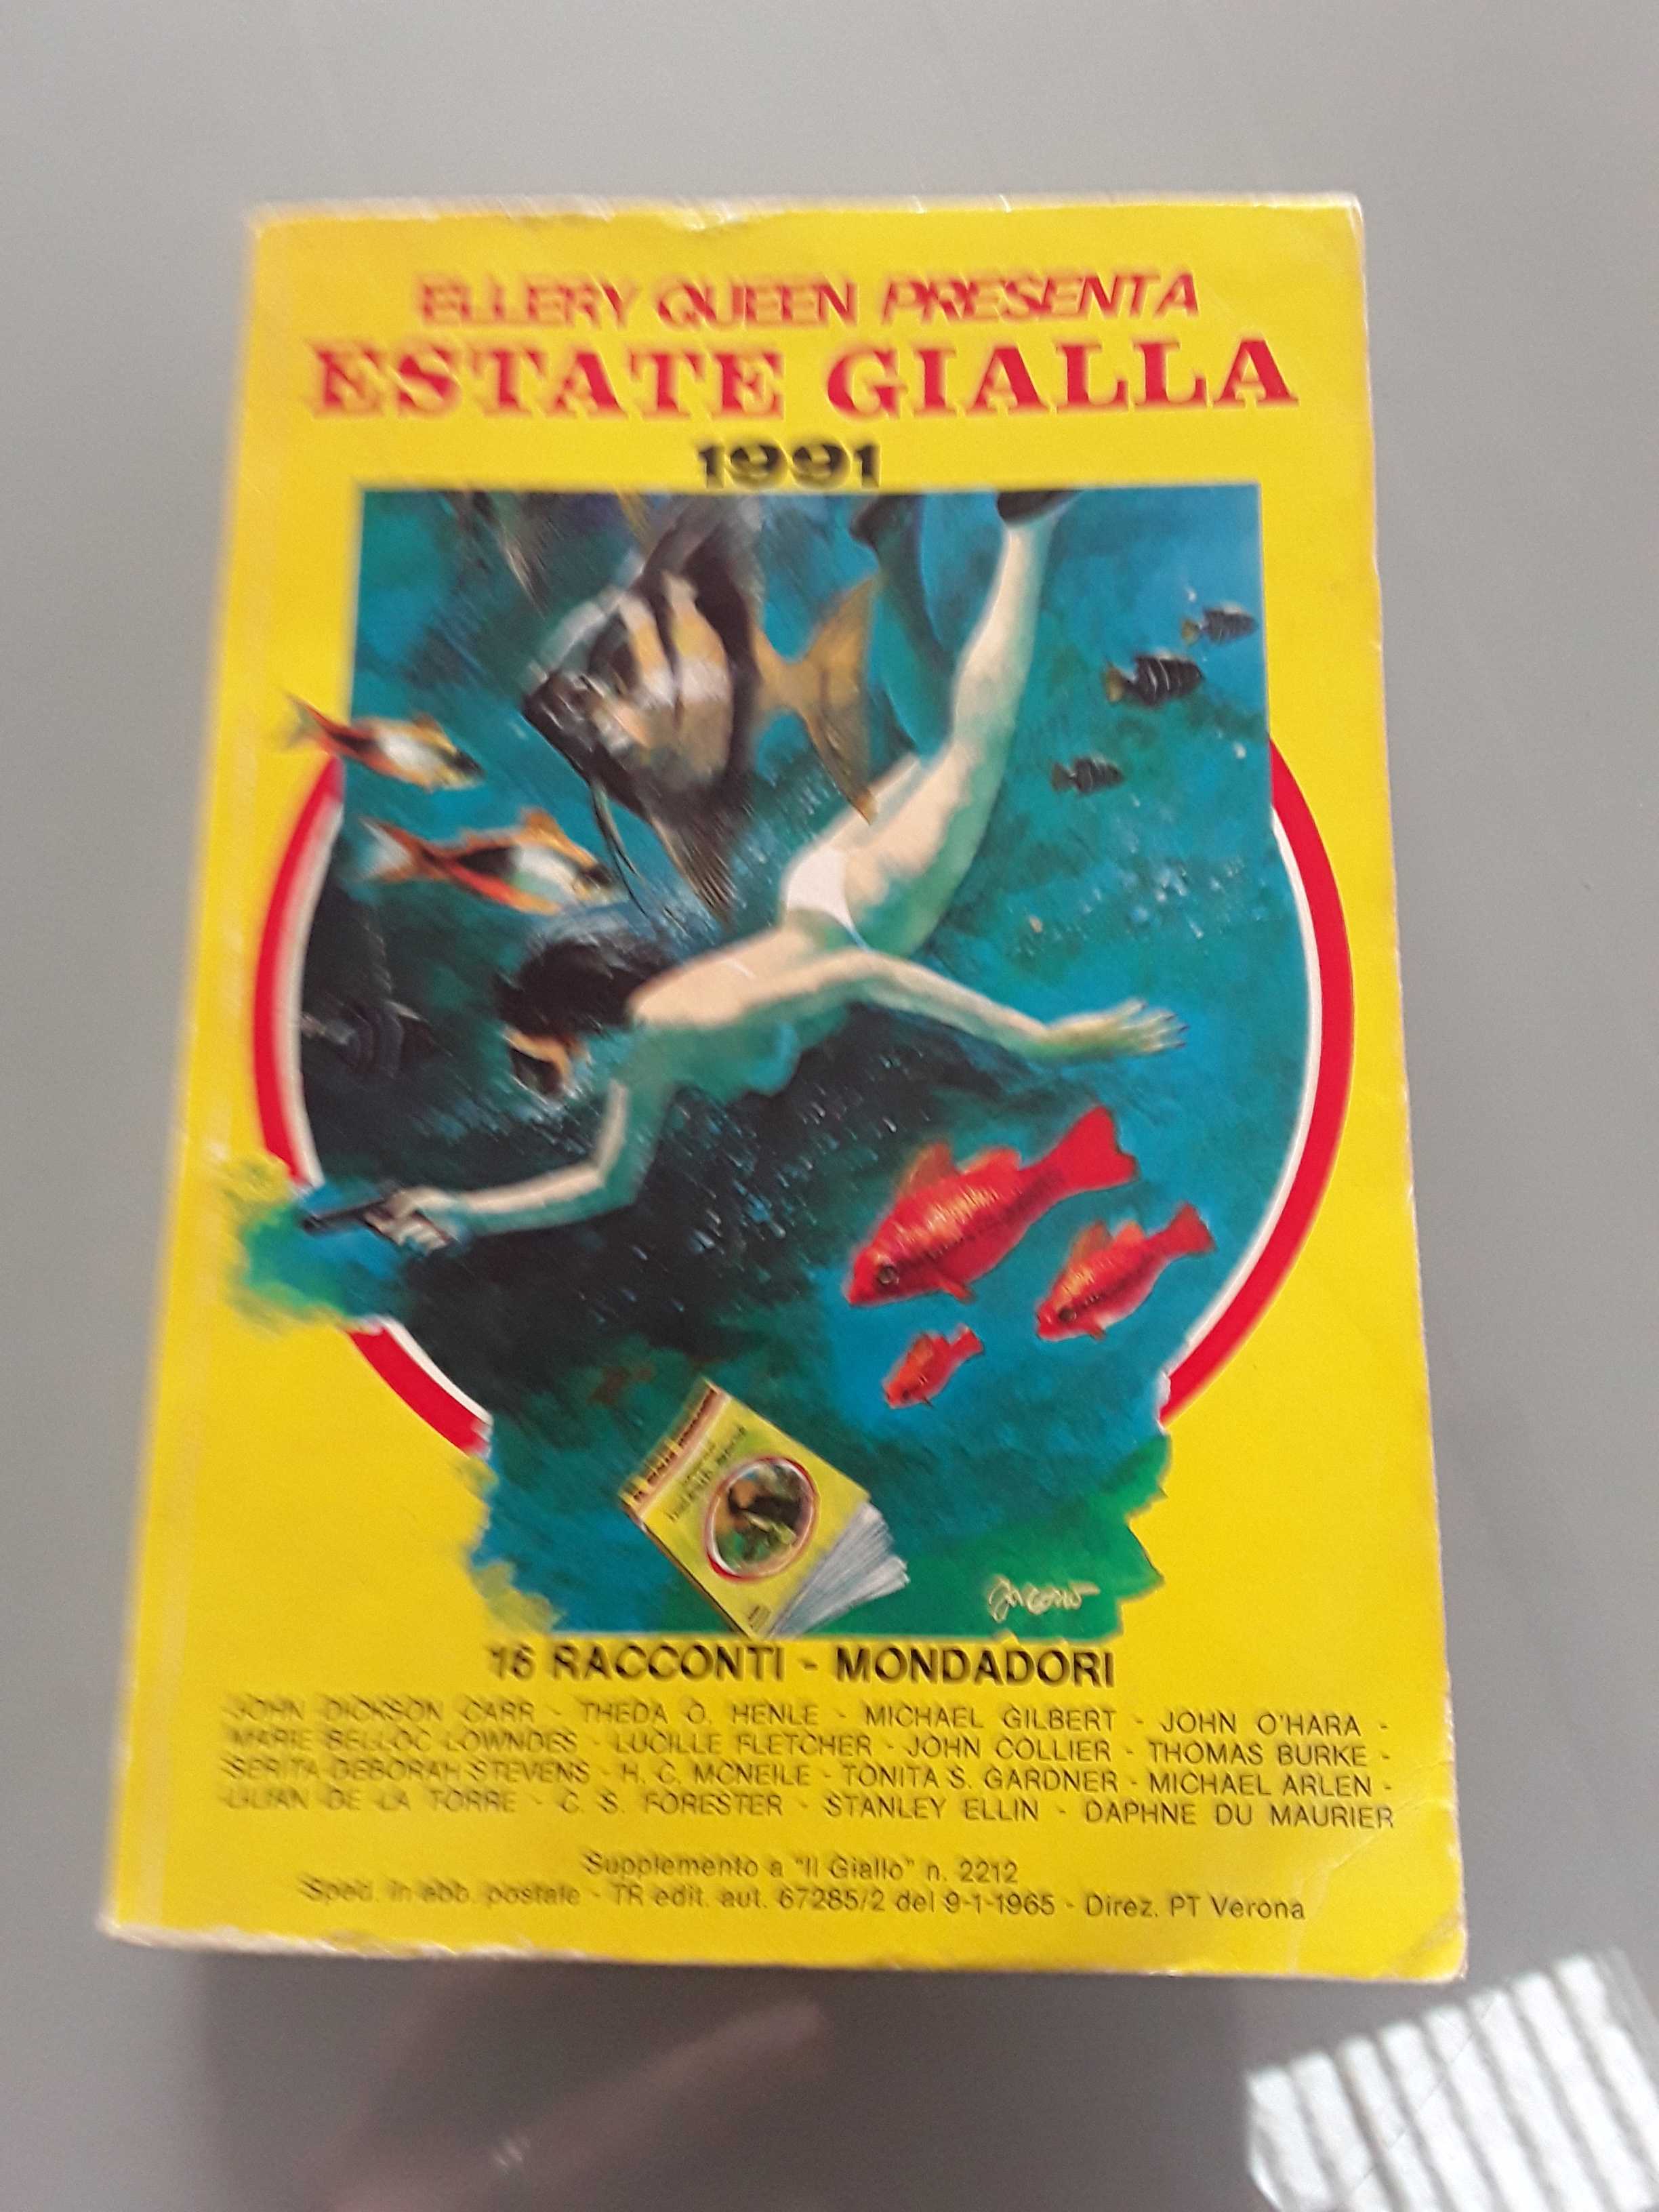 ELLERY QUEEN PRESENTA
ESTATE GIALLA
1991
16 RACCONTI - MONDADORI
JOHN DICKSON CARR - THEDA O. HENLE - MICHAEL GILBERT - JOHN O'HARA -
MARIE BELLOC LOWNDES - LUCILLE FLETCHER - JOHN COLLIER - THOMAS BURKE -
SERITA DEBORAH STEVENS - H. C. MCNEILE - TONITA S. GARDNER - MICHAEL ARLEN -
LILIAN DE LA TORRE - C. S. FORESTER - STANLEY ELLIN - DAPHNE DU MAURIER
Supplemento a "Il Giallo" n. 2212
Sped. in abb. postale - TR edit. aut. 67285/2 del 9-1-1965 - Direz. PT Verona